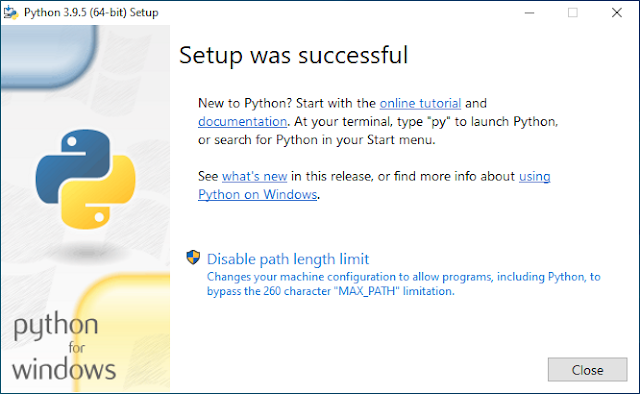 Python 3.9.5 (64-bit) Setup
Setup was successful
New to Python? Start with the online tutorial and
documentation. At your terminal, type "py" to launch Python,
or search for Python in your Start menu.
See what's new in this release, or find more info about using
Python on Windows.
Disable path length limit
Changes your machine configuration to allow programs, including Python, to
bypass the 260 character "MAX_PATH" limitation.
python
for
windows
Close